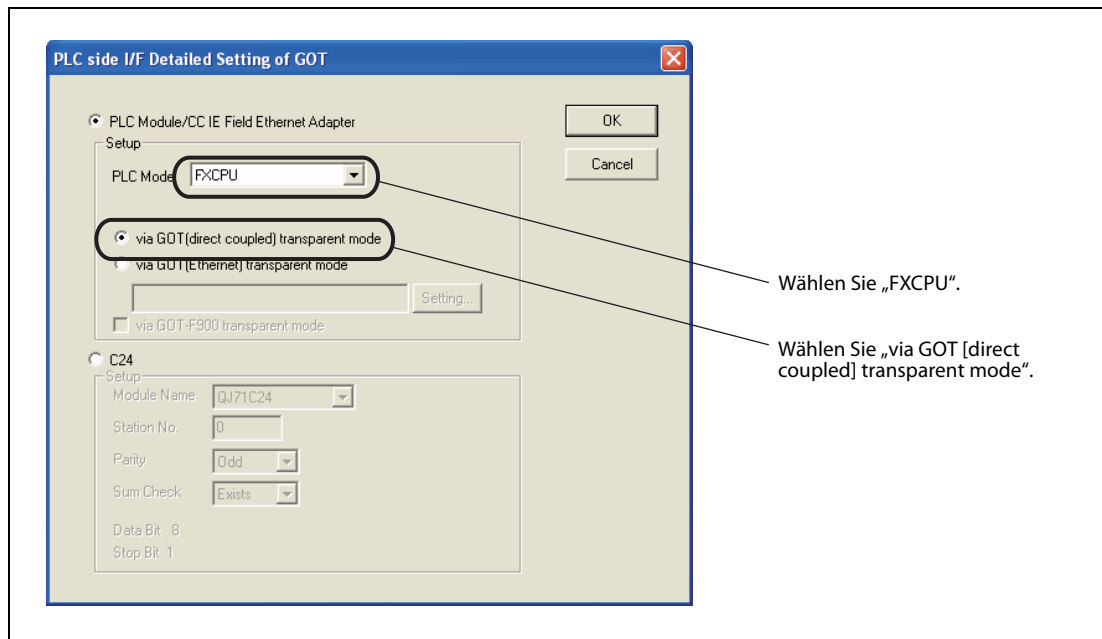 PLC side I/F Detailed Setting of GOT
PLC Module/CC IE Field Ethernet Adapter
OK
Setup
Cancel
PLC Mode
FXCPU
via GOT(direct coupled) transparent mode
via GOT(Ethernet) transparent mode
Setting...
via GOT-F900 transparent mode
C24
Setup
Module Name
QJ71C24
Station No.
0
Parity
Odd
Sum Check
Exists
Data Bit 8
Stop Bit 1
Wählen Sie „FXCPU“.
Wählen Sie „via GOT [direct
coupled] transparent mode“.